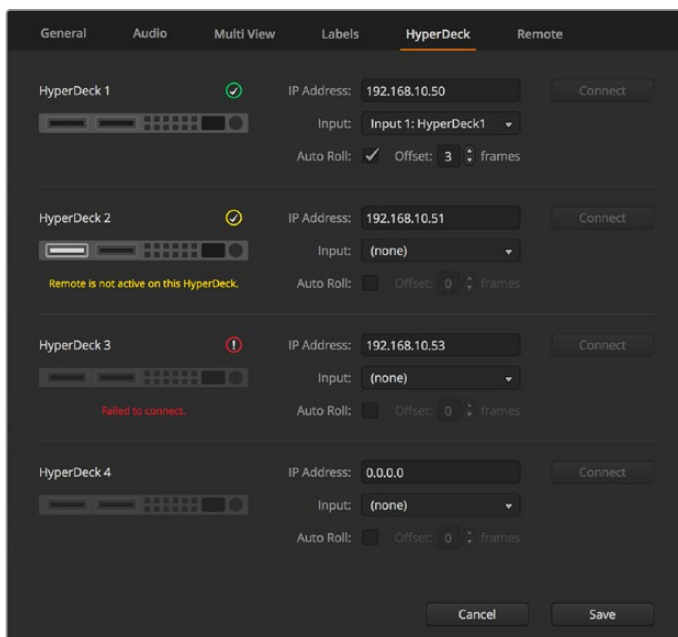 General Audio Multi View Labels HyperDeck Remote
HyperDeck 1 IP Address: 192.168.10.50 Connect
Input: Input 1: HyperDeck1
Auto Roll: Offset: 3 frames
HyperDeck 2 IP Address: 192.168.10.51 Connect
Input: (none)
Remote is not active on this HyperDeck. Auto Roll: Offset: 0 frames
HyperDeck 3 IP Address: 192.168.10.53 Connect
Input: (none)
Failed to connect. Auto Roll: Offset: 0 frames
HyperDeck 4 IP Address: 0.0.0.0 Connect
Input: (none)
Auto Roll: Offset: 0 frames
Cancel Save